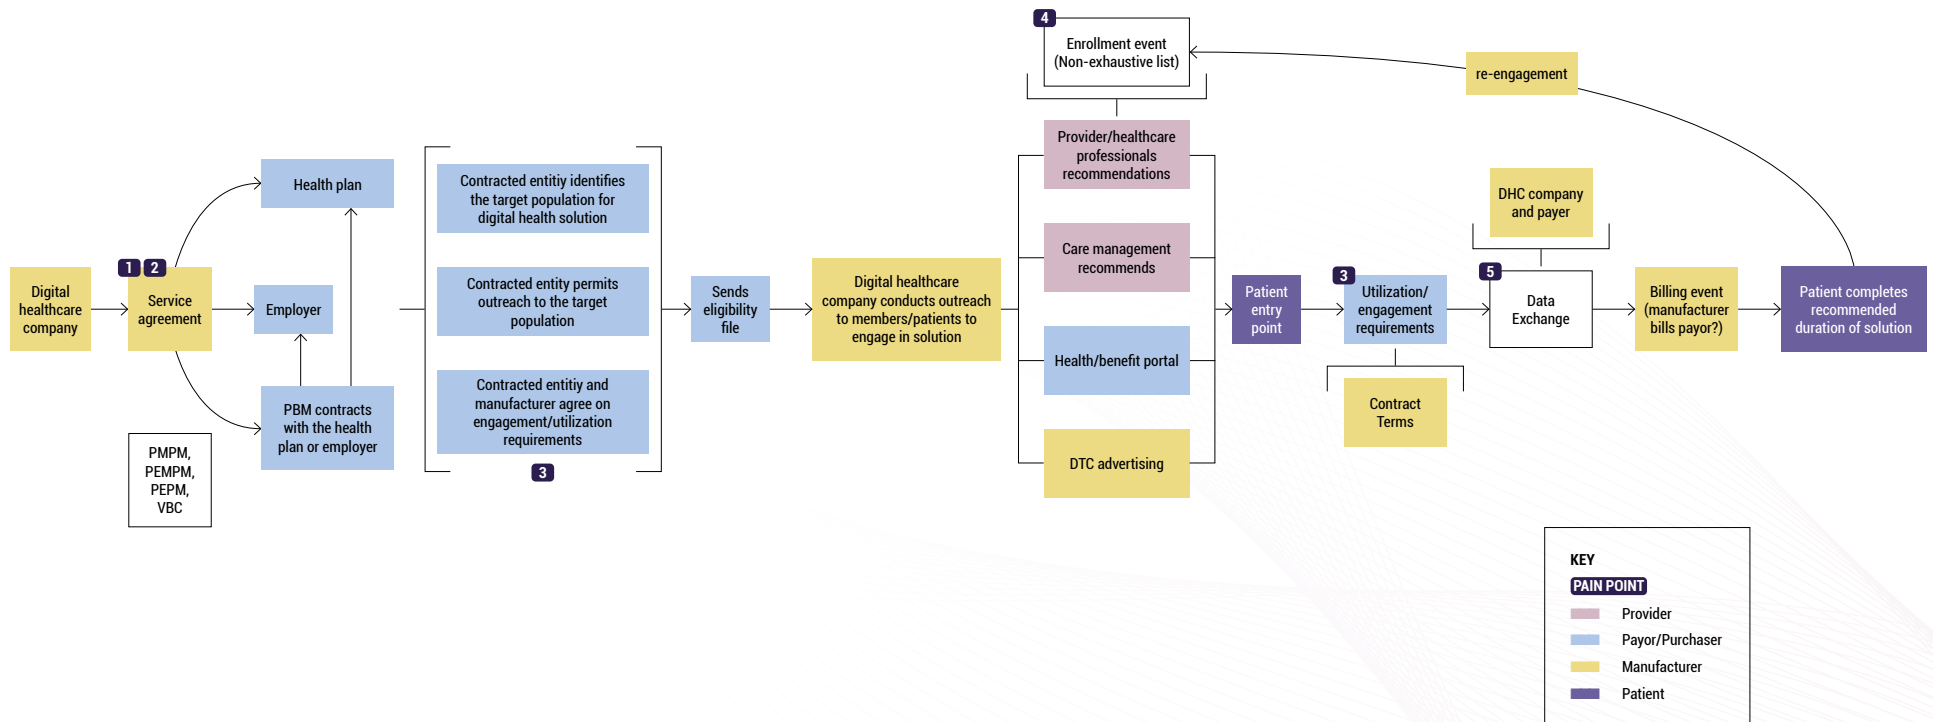 Digital
healthcare
company
1
2
Service
agreement
PMPM,
PEMPM,
PEPM,
VBC
Health plan
Employer
PBM contracts
with the health
plan or employer
Contracted entitiy identifies
the target population for
digital health solution
Contracted entity permits
outreach to the target
population
Contracted entitiy and
manufacturer agree on
engagement/utilization
requirements
3
Sends
eligibility
file
Digital healthcare
company conducts outreach
to members/patients to
engage in solution
4
Enrollment event
(Non-exhaustive list)
Provider/healthcare
professionals
recommendations
Care management
recommends
Health/benefit portal
DTC advertising
Patient
entry
point
3
Utilization/
engagement
requirements
Contract
Terms
DHC company
and payer
5
Data
Exchange
Billing event
(manufacturer
bills payor?)
Patient completes
recommended
duration of solution
re-engagement
KEY
PAIN POINT
Provider
Payor/Purchaser
Manufacturer
Patient